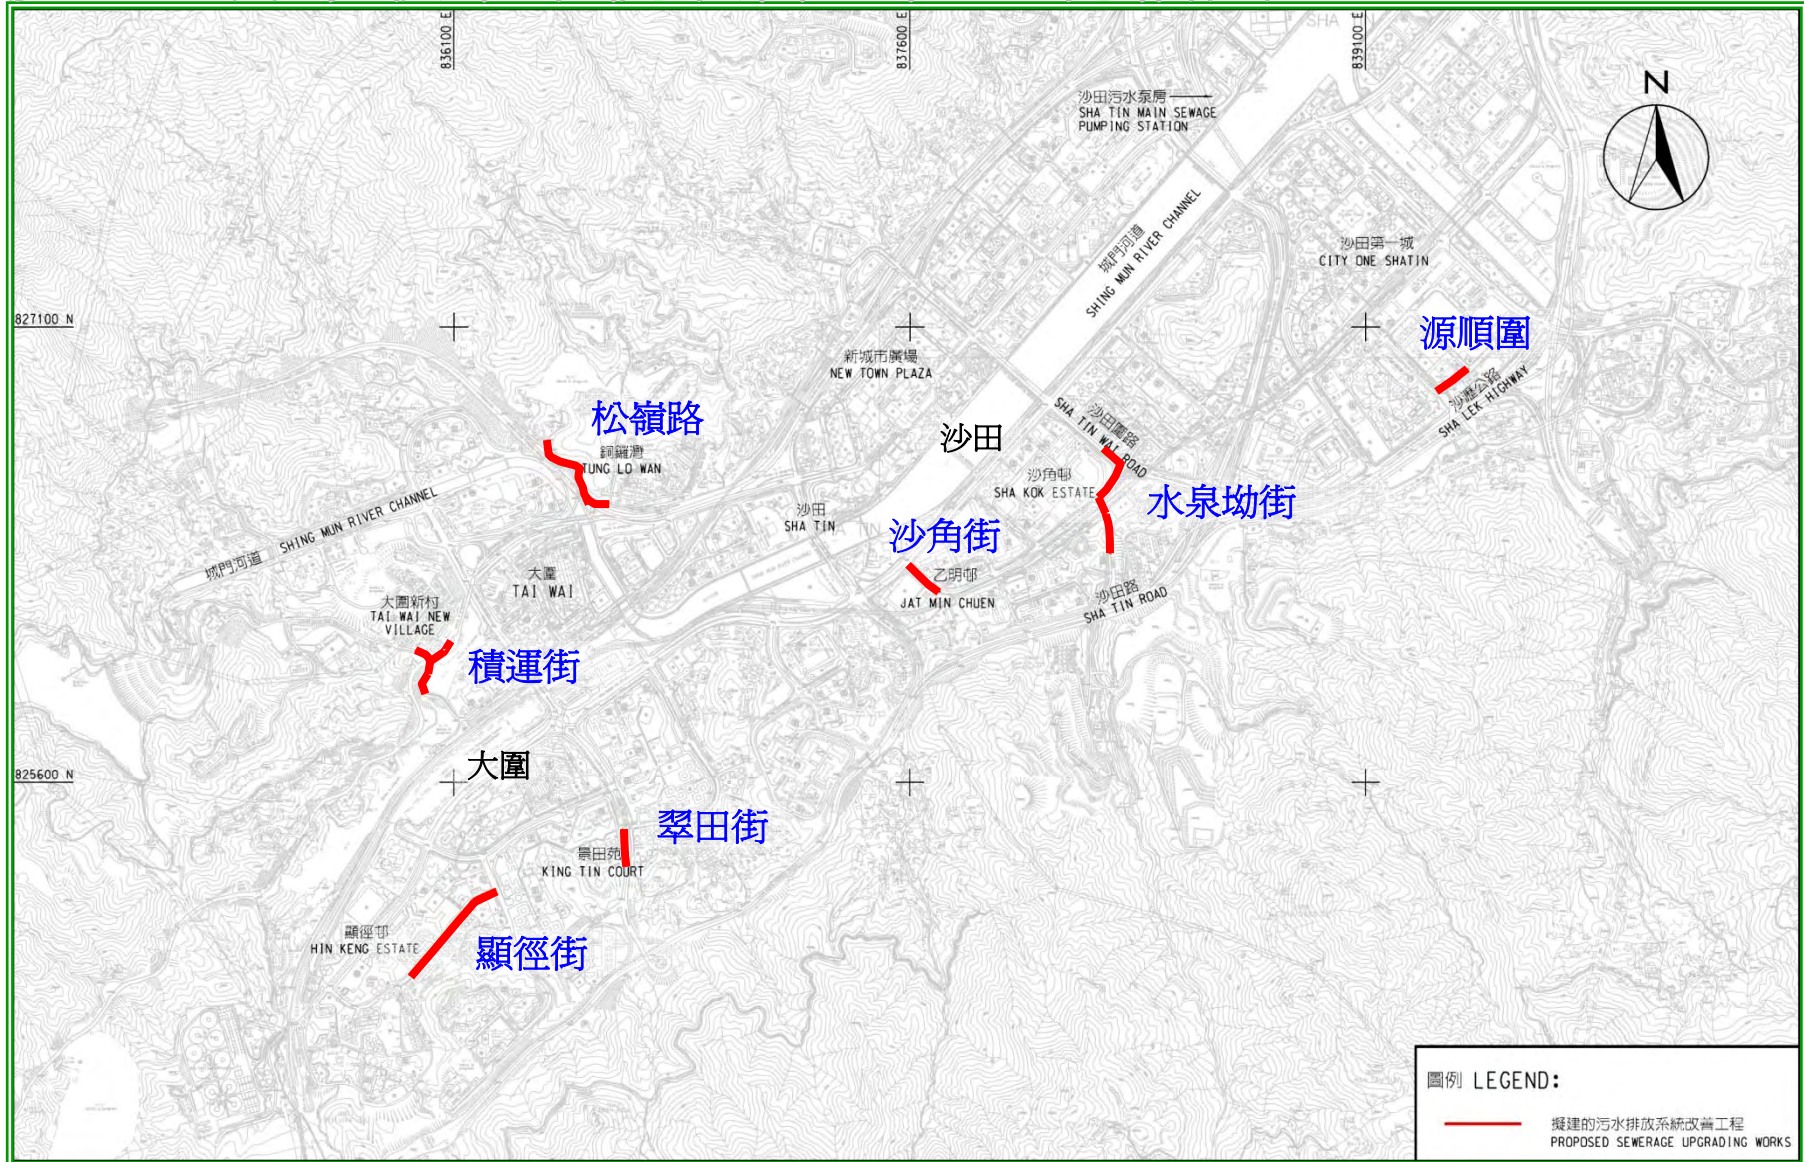 836100 E
837600 E
839100 E
SHA
N
沙田污水泵房
SHA TIN MAIN SEWAGE
PUMPING STATION
城門河道
SHING MUN RIVER CHANNEL
沙田第一城
CITY ONE SHATIN
827100 N
源順圍
新城市廣場
NEW TOWN PLAZA
沙瀝公路
SHA LEK HIGHWAY
松嶺路
銅鑼灣
TUNG LO WAN
沙田
沙田圍路
SHA TIN WAI ROAD
沙角邨
SHA KOK ESTATE
水泉坳街
城門河道 SHING MUN RIVER CHANNEL
沙田
SHA TIN
沙角街
大圍
TAI WAI
乙明邨
JAT MIN CHUEN
沙田路
SHA TIN ROAD
大圍新村
TAI WAI NEW
VILLAGE
積運街
825600 N
大圍
翠田街
景田苑
KING TIN COURT
顯徑邨
HIN KENG ESTATE
顯徑街
圖例 LEGEND:
擬建的污水排放系統改善工程
PROPOSED SEWERAGE UPGRADING WORKS